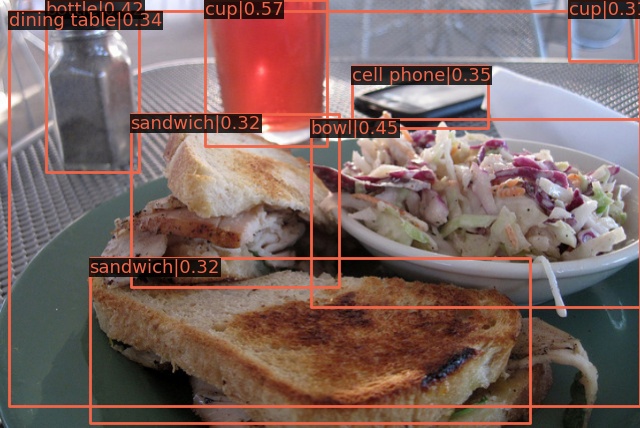 bottle|0.42
dining table|0.34
cup|0.57
cup|0.3
cell phone|0.35
sandwich|0.32
bowl|0.45
sandwich|0.32